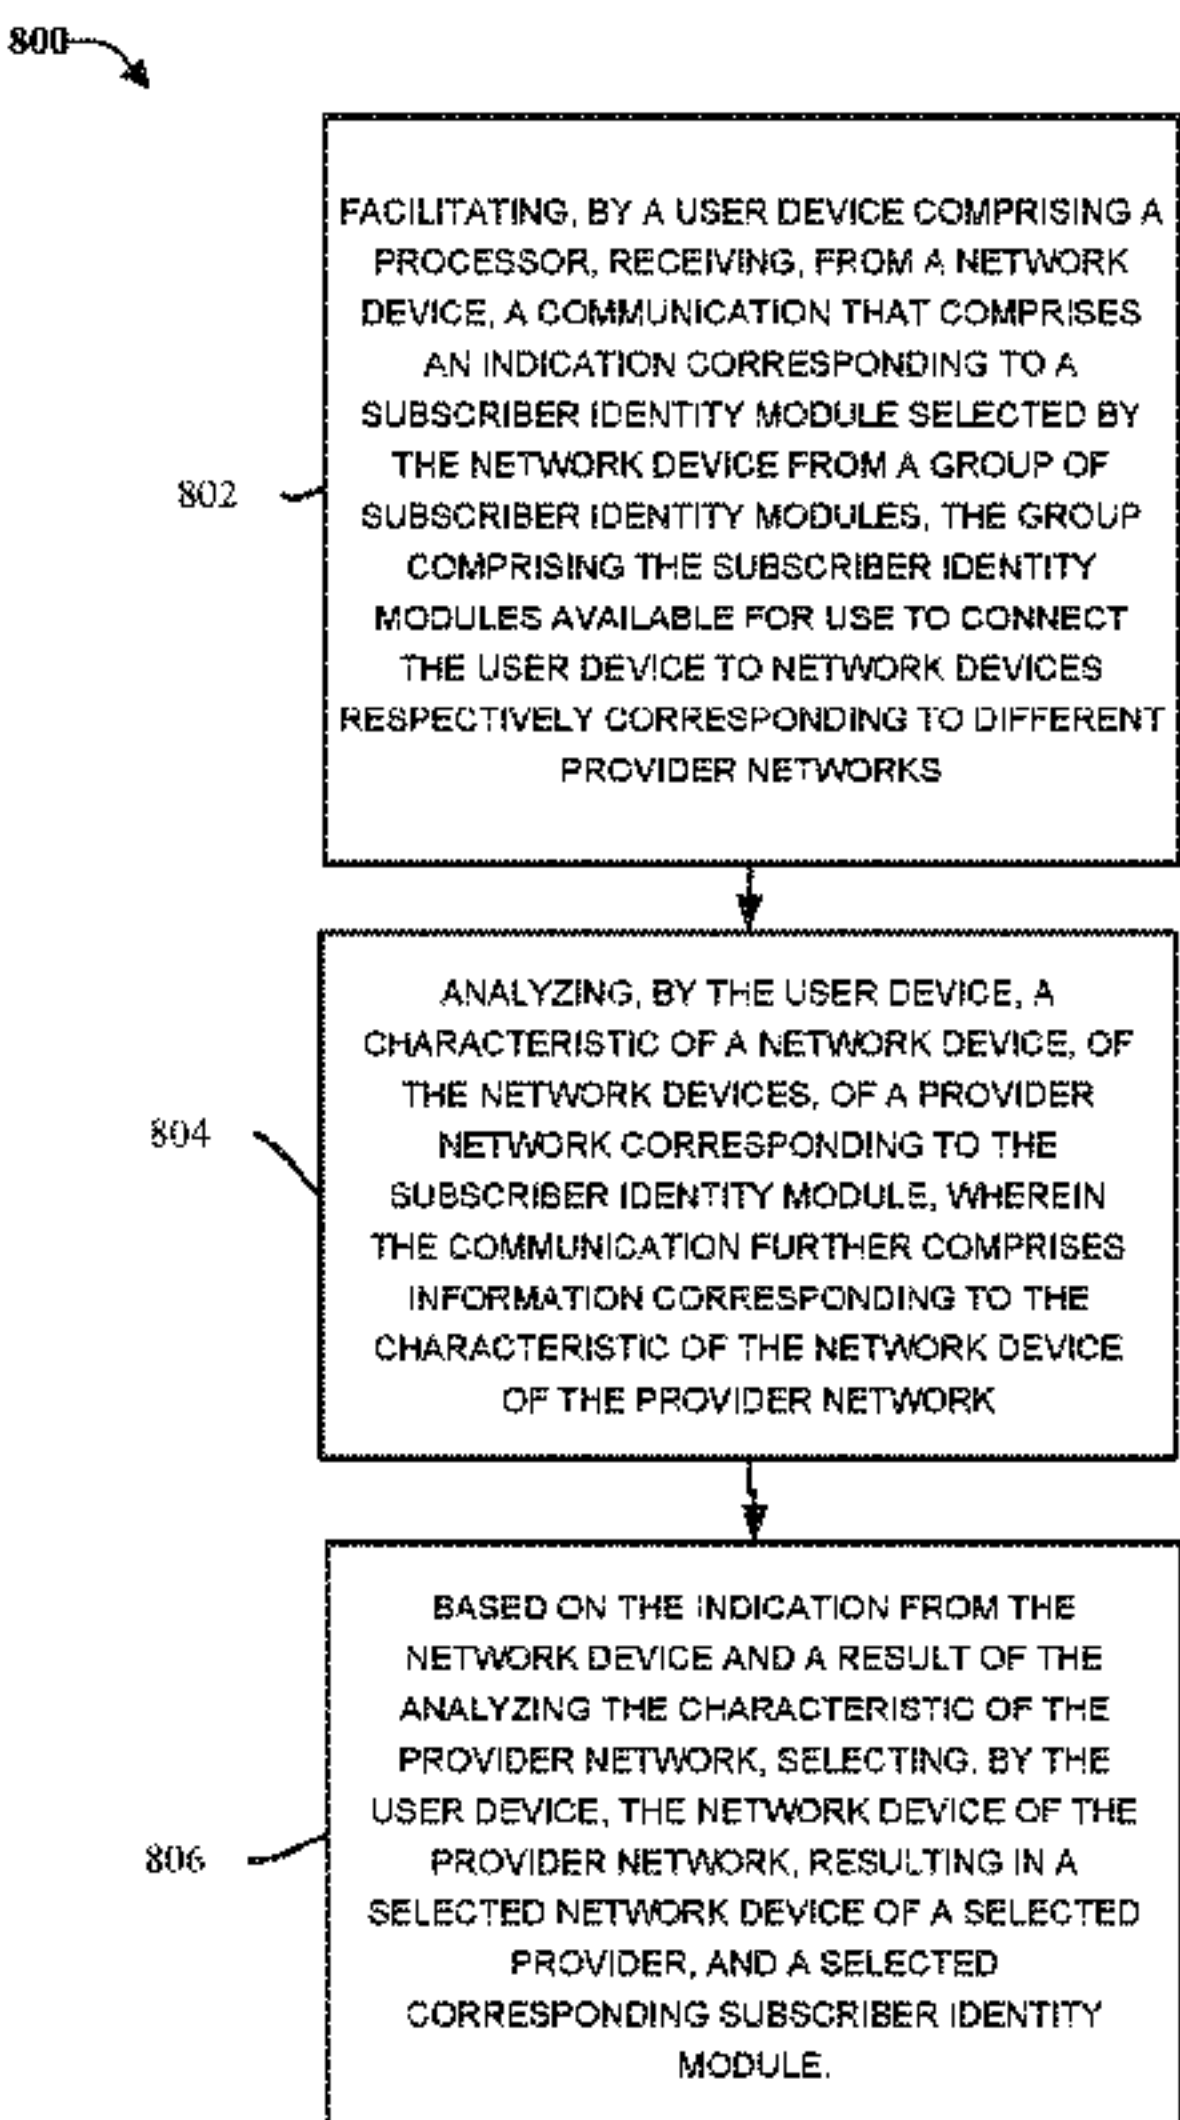 800
FACILITATING, BY A USER DEVICE COMPRISING A
PROCESSOR, RECEIVING, FROM A NETWORK
DEVICE, A COMMUNICATION THAT COMPRISES
AN INDICATION CORRESPONDING TO A
SUBSCRIBER IDENTITY MODULE SELECTED BY
THE NETWORK DEVICE FROM A GROUP OF
SUBSCRIBER IDENTITY MODULES, THE GROUP
COMPRISING THE SUBSCRIBER IDENTITY
MODULES AVAILABLE FOR USE TO CONNECT
THE USER DEVICE TO NETWORK DEVICES
RESPECTIVELY CORRESPONDING TO DIFFERENT
PROVIDER NETWORKS
802
ANALYZING, BY THE USER DEVICE, A
CHARACTERISTIC OF A NETWORK DEVICE, OF
THE NETWORK DEVICES, OF A PROVIDER
NETWORK CORRESPONDING TO THE
SUBSCRIBER IDENTITY MODULE, WHEREIN
THE COMMUNICATION FURTHER COMPRISES
INFORMATION CORRESPONDING TO THE
CHARACTERISTIC OF THE NETWORK DEVICE
OF THE PROVIDER NETWORK
804
BASED ON THE INDICATION FROM THE
NETWORK DEVICE AND A RESULT OF THE
ANALYZING THE CHARACTERISTIC OF THE
PROVIDER NETWORK, SELECTING. BY THE
USER DEVICE, THE NETWORK DEVICE OF THE
PROVIDER NETWORK, RESULTING IN A
SELECTED NETWORK DEVICE OF A SELECTED
PROVIDER, AND A SELECTED
CORRESPONDING SUBSCRIBER IDENTITY
MODULE.
806